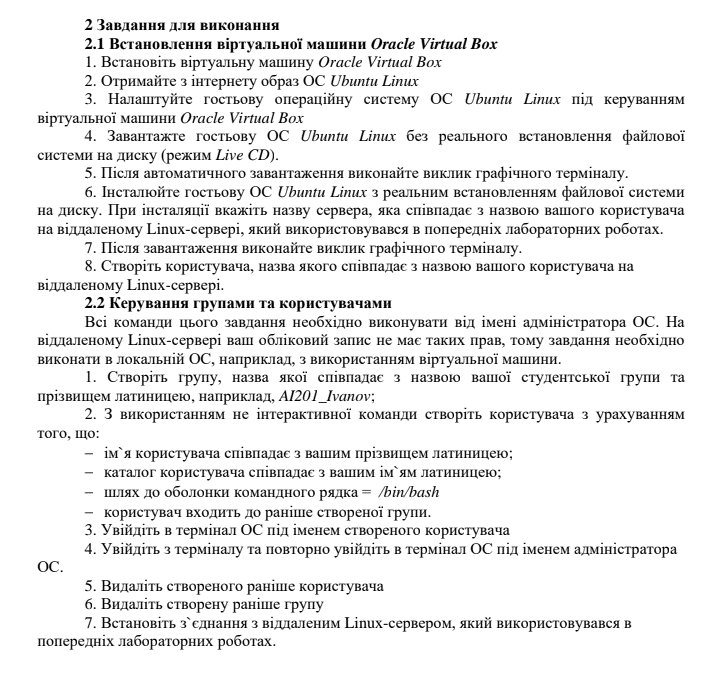 2 Завдання для виконання
2.1 Встановлення віртуальної машини Oracle Virtual Box
1. Встановіть віртуальну машину Oracle Virtual Box
2. Отримайте з інтернету образ ОС Ubuntu Linux
3. Налаштуйте гостьову операційну систему ОС Ubuntu Linux під керуванням
віртуальної машини Oracle Virtual Box
4. Завантажте гостьову ОС Ubuntu Linux без реального встановлення файлової
системи на диску (режим Live CD).
5. Після автоматичного завантаження виконайте виклик графічного терміналу.
6. Інсталюйте гостьову ОС Ubuntu Linux з реальним встановленням файлової системи
на диску. При інсталяції вкажіть назву сервера, яка співпадає з назвою вашого користувача
на віддаленому Linux-сервері, який використовувався в попередніх лабораторних роботах.
7. Після завантаження виконайте виклик графічного терміналу.
8. Створіть користувача, назва якого співпадає з назвою вашого користувача на
віддаленому Linux-сервері.
2.2 Керування групами та користувачами
Всі команди цього завдання необхідно виконувати від імені адміністратора ОС. На
віддаленому Linux-сервері ваш обліковий запис не має таких прав, тому завдання необхідно
виконати в локальній ОС, наприклад, з використанням віртуальної машини.
1. Створіть групу, назва якої співпадає з назвою вашої студентської групи та
прізвищем латиницею, наприклад, AI201_Ivanov;
2. З використанням не інтерактивної команди створіть користувача з урахуванням
того, що:
− ім`я користувача співпадає з вашим прізвищем латиницею;
− каталог користувача співпадає з вашим ім`ям латиницею;
− шлях до оболонки командного рядка = /bin/bash
− користувач входить до раніше створеної групи.
3. Увійдіть в термінал ОС під іменем створеного користувача
4. Увійдіть з терміналу та повторно увійдіть в термінал ОС під іменем адміністратора
ОС.
5. Видаліть створеного раніше користувача
6. Видаліть створену раніше групу
7. Встановіть з`єднання з віддаленим Linux-сервером, який використовувався в
попередніх лабораторних роботах.